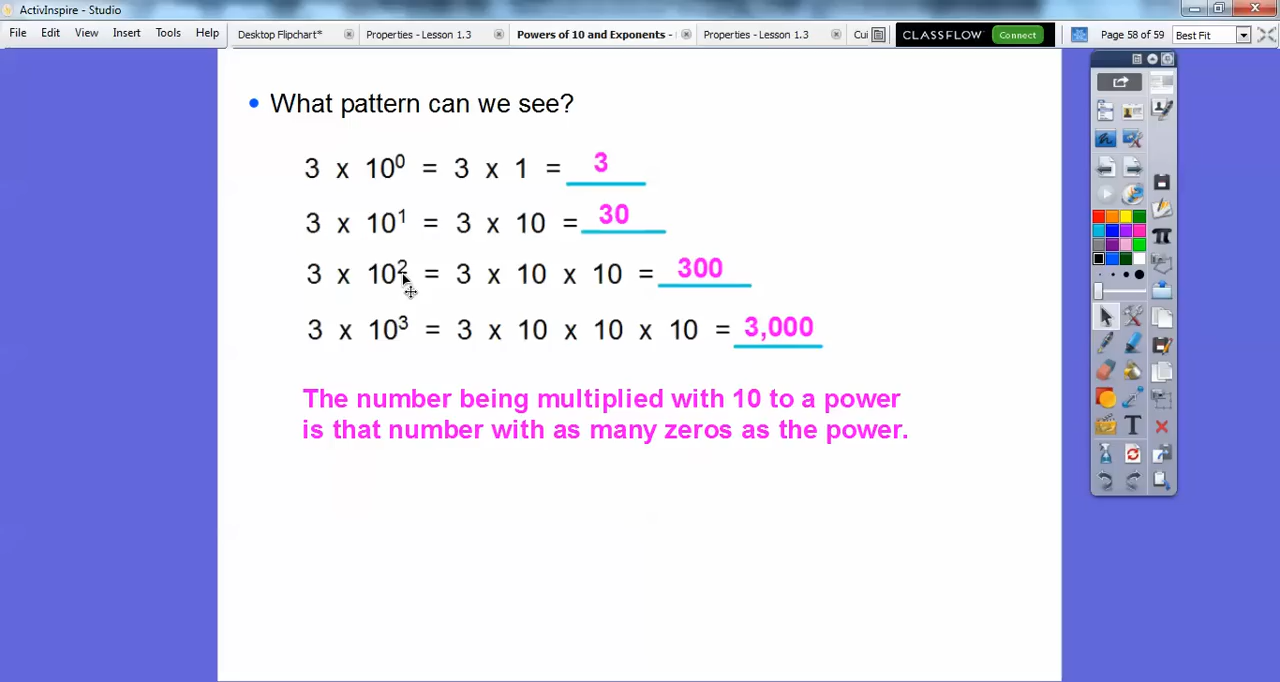 ActivInspire - Studio
File Edit View Insert Tools Help Desktop Flipchart* Properties - Lesson 1.3 Powers of 10 and Exponents - Properties - Lesson 1.3 Cui CLASSFLOW Connect Page 58 of 59 Best Fit
• What pattern can we see?
3 x 10⁰ = 3 x 1 = 3
3 x 10¹ = 3 x 10 = 30
3 x 10² = 3 x 10 x 10 = 300
3 x 10³ = 3 x 10 x 10 x 10 = 3,000
The number being multiplied with 10 to a power
is that number with as many zeros as the power.